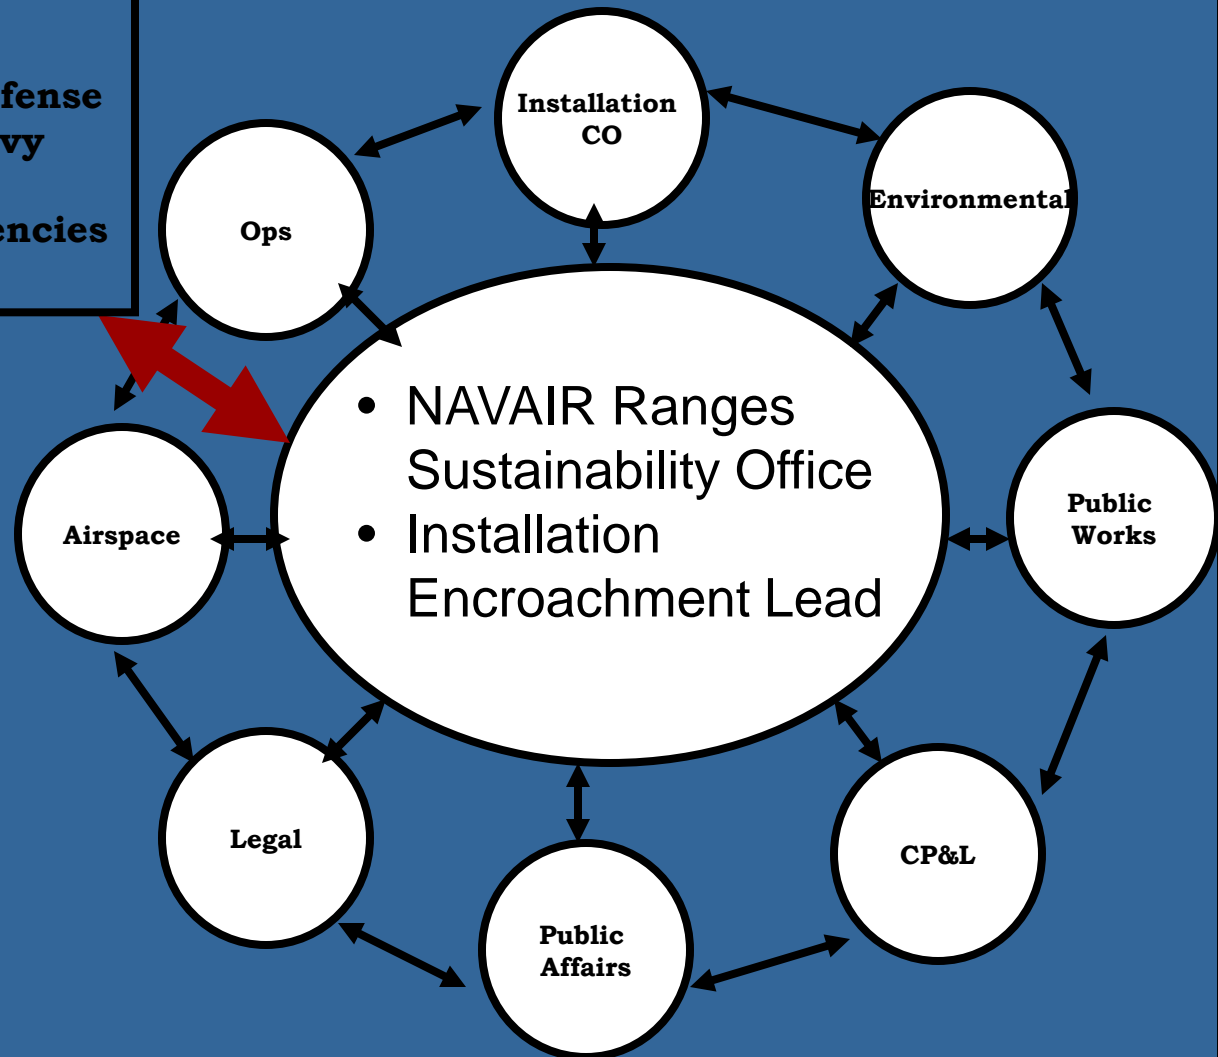 Installation
CO
Environmental
Ops
• NAVAIR Ranges
Sustainability Office
• Installation
Encroachment Lead
Airspace
Public
Works
Legal
CP&L
Public
Affairs